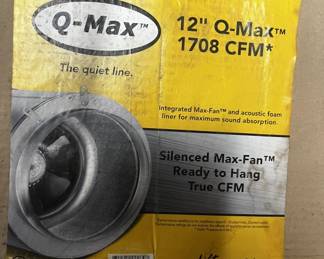 Q-Max™
The quiet line.
12" Q-Max™
1708 CFM*
Integrated Max-Fan™ and acoustic foam
liner for maximum sound absorption.
Silenced Max-Fan™
Ready to Hang
True CFM